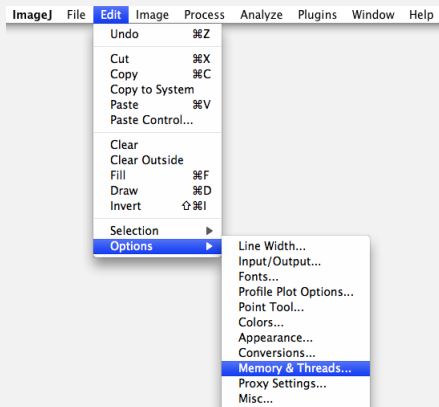 ImageJ File Edit Image Process Analyze Plugins Window Help
Undo ⌘Z
Cut ⌘X
Copy ⌘C
Copy to System
Paste ⌘V
Paste Control...
Clear
Clear Outside
Fill ⌘F
Draw ⌘D
Invert ⇧⌘I
Selection ▶
Options ▶
Line Width...
Input/Output...
Fonts...
Profile Plot Options...
Point Tool...
Colors...
Appearance...
Conversions...
Memory & Threads...
Proxy Settings...
Misc...